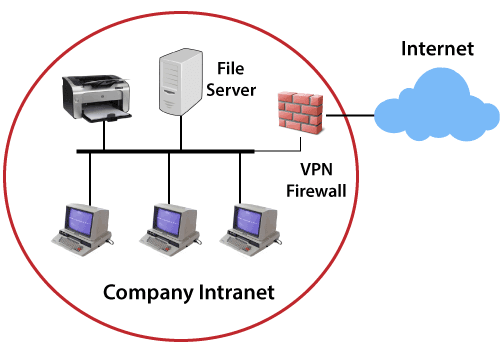 Internet
File
Server
VPN
Firewall
Company Intranet